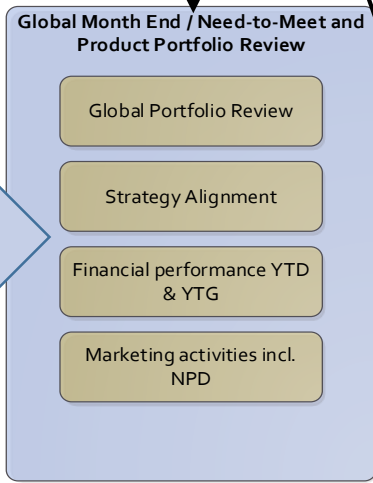 Global Month End / Need-to-Meet and
Product Portfolio Review
Global Portfolio Review
Strategy Alignment
Financial performance YTD
& YTG
Marketing activities incl.
NPD